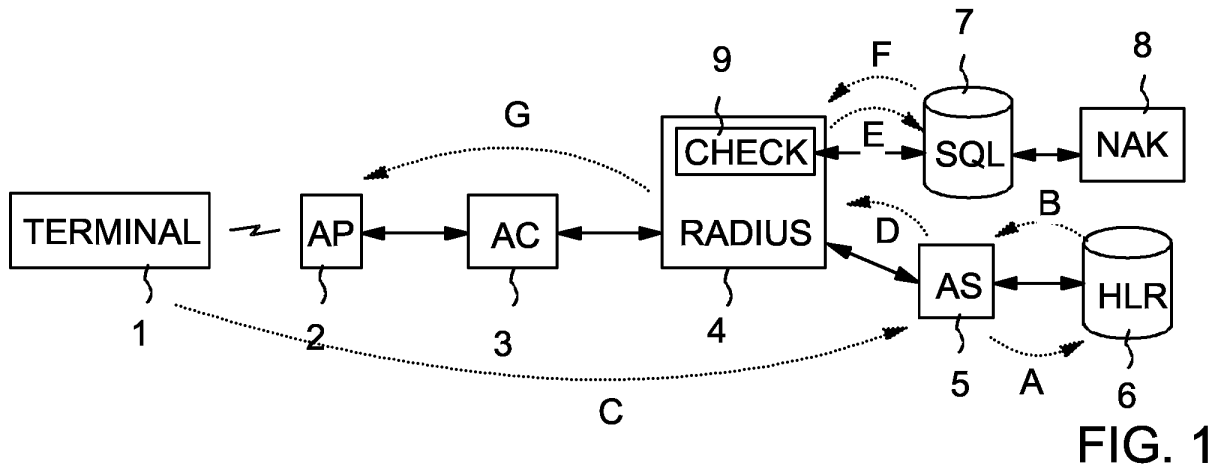 7
8
9
F
G
CHECK
E
SQL
NAK
TERMINAL
AP
AC
RADIUS
D
B
AS
HLR
1
2
3
4
5
A
6
C
FIG. 1